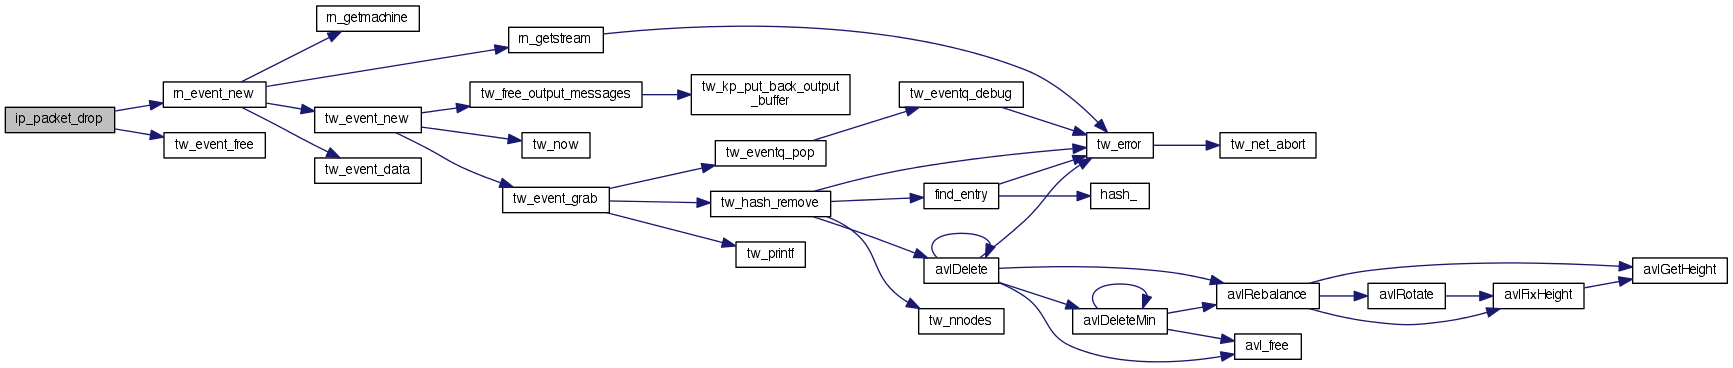 rn_getmachine
rn_getstream
rn_event_new
tw_free_output_messages
tw_kp_put_back_output
_buffer
tw_eventq_debug
ip_packet_drop
tw_event_new
tw_event_free
tw_now
tw_eventq_pop
tw_error
tw_net_abort
tw_event_data
tw_event_grab
tw_hash_remove
find_entry
hash_
tw_printf
avlDelete
avlGetHeight
avlRebalance
avlRotate
avlFixHeight
tw_nnodes
avlDeleteMin
avl_free